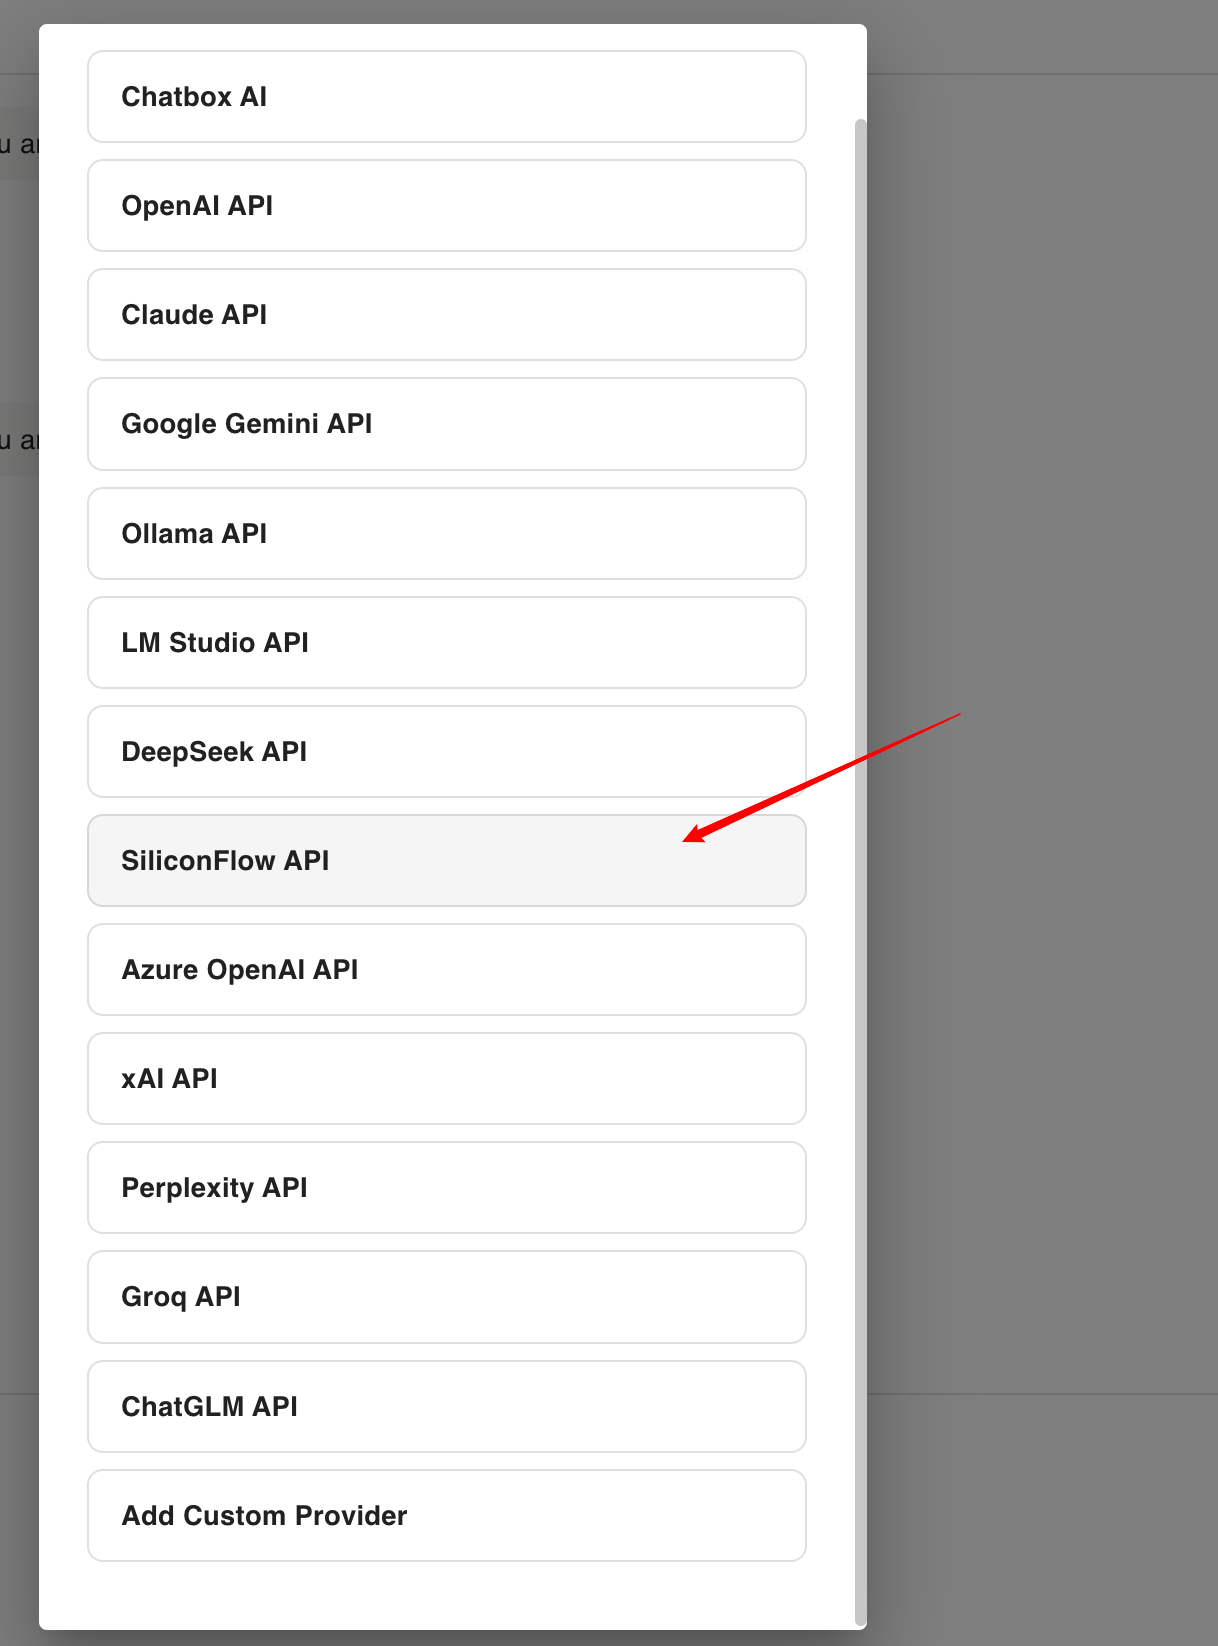 Chatbox AI
u
OpenAI API
Claude API
Google Gemini API
u
Ollama API
LM Studio API
DeepSeek API
SiliconFlow API
Azure OpenAI API
xAI API
Perplexity API
Groq API
ChatGLM API
Add Custom Provider